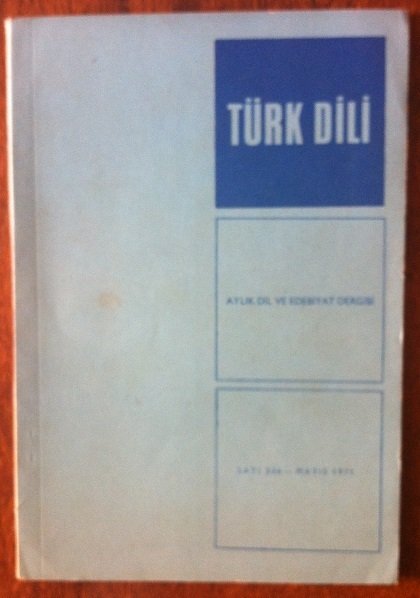 TÜRK DİLİ
AYLIK DİL VE EDEBİYAT DERGİSİ
SAYI — MAYIS